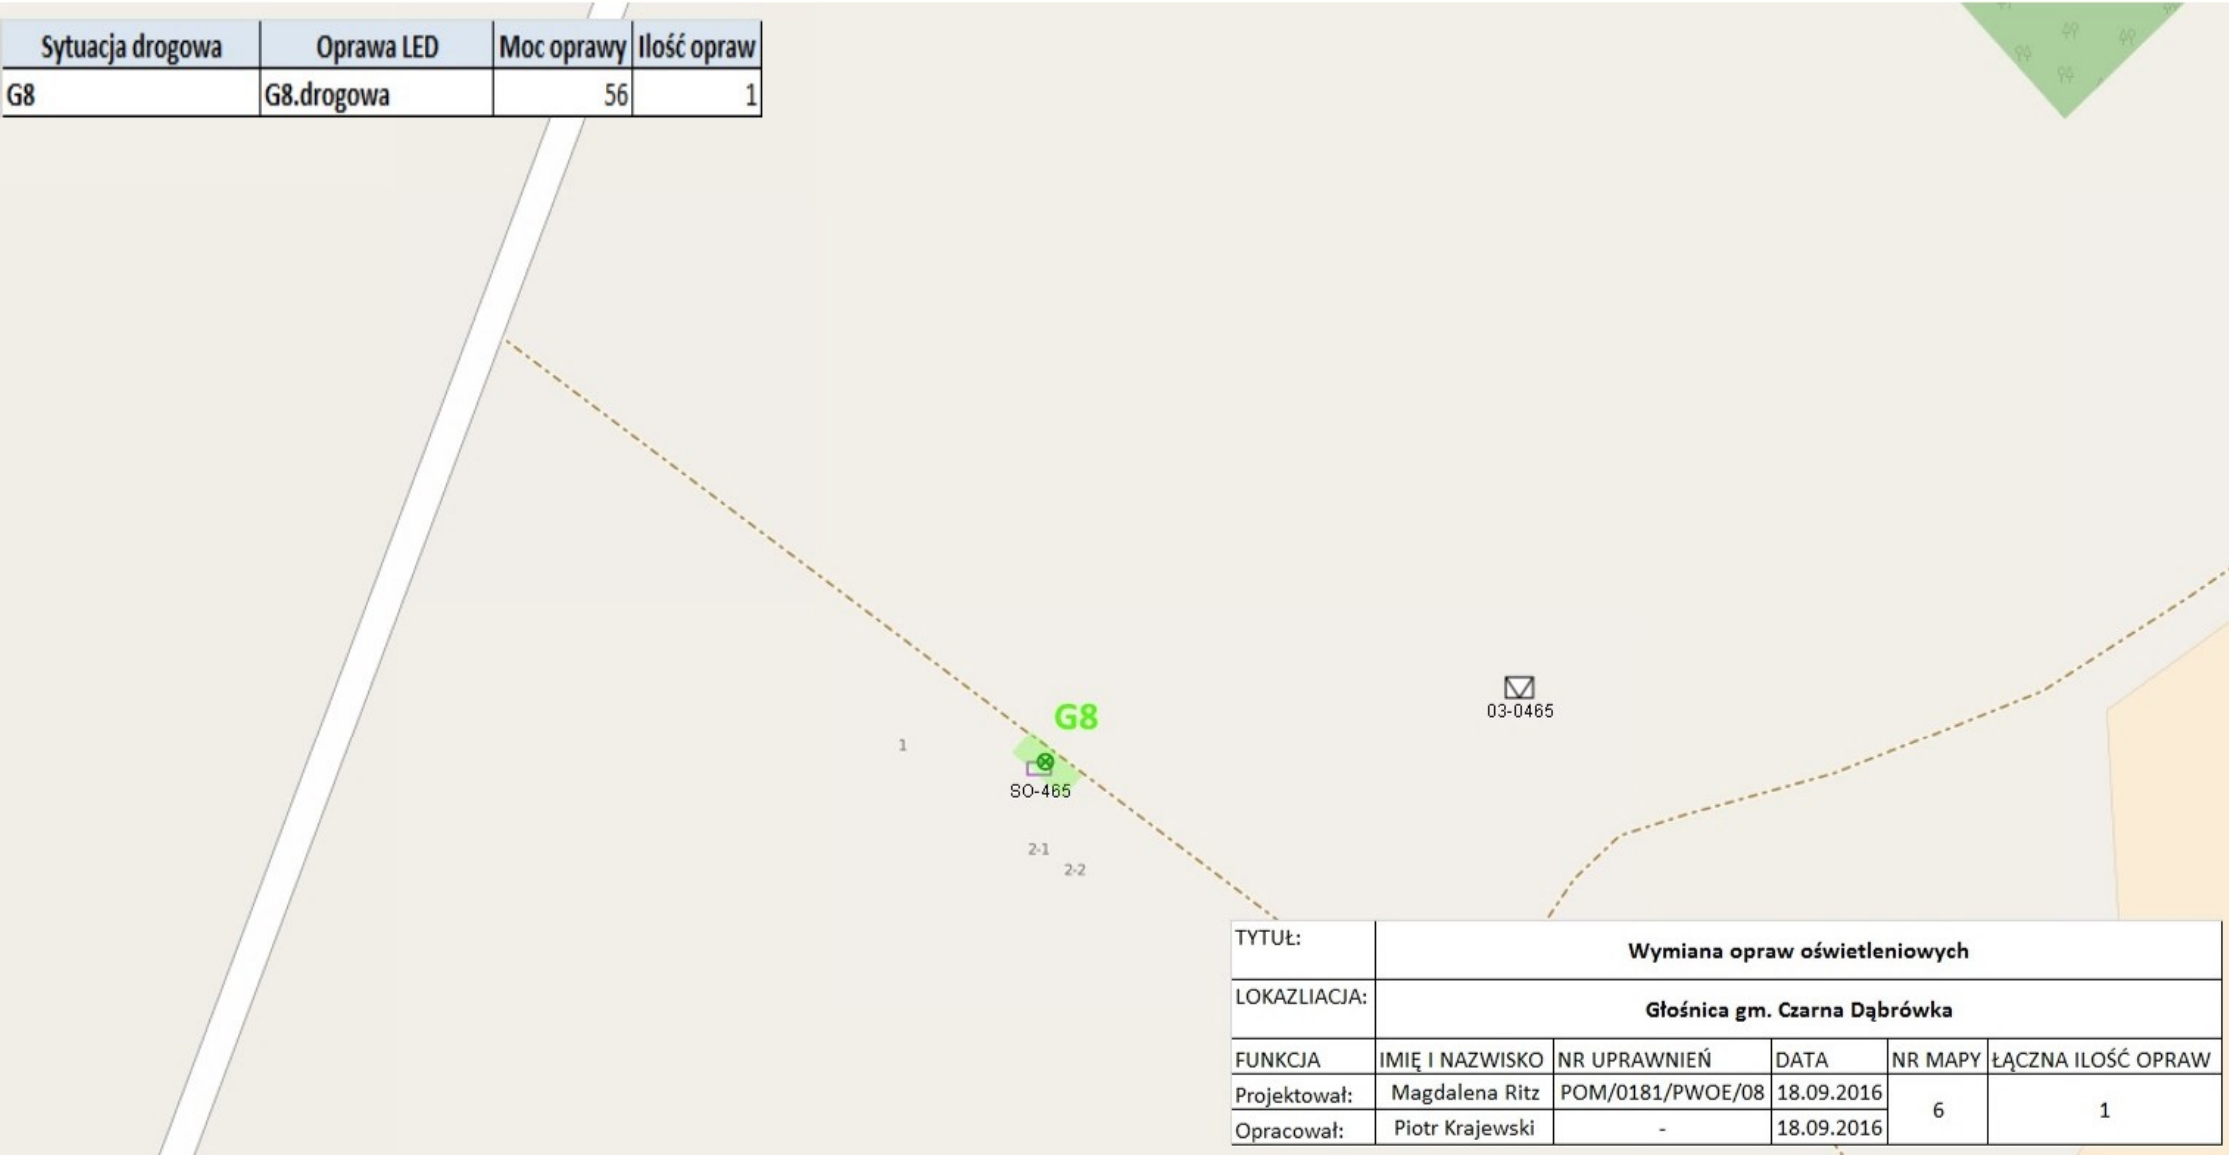 Sytuacja drogowa Oprawa LED Moc oprawy Ilość opraw
G8 G8.drogowa 56 1
G8
03-0465
1
SO-465
2-1
2-2
TYTUŁ: Wymiana opraw oświetleniowych
LOKAZLIACJA: Głośnica gm. Czarna Dąbrówka
FUNKCJA IMIĘ I NAZWISKO NR UPRAWNIEŃ DATA NR MAPY ŁĄCZNA ILOŚĆ OPRAW
Projektował: Magdalena Ritz POM/0181/PWOE/08 18.09.2016 6 1
Opracował: Piotr Krajewski - 18.09.2016